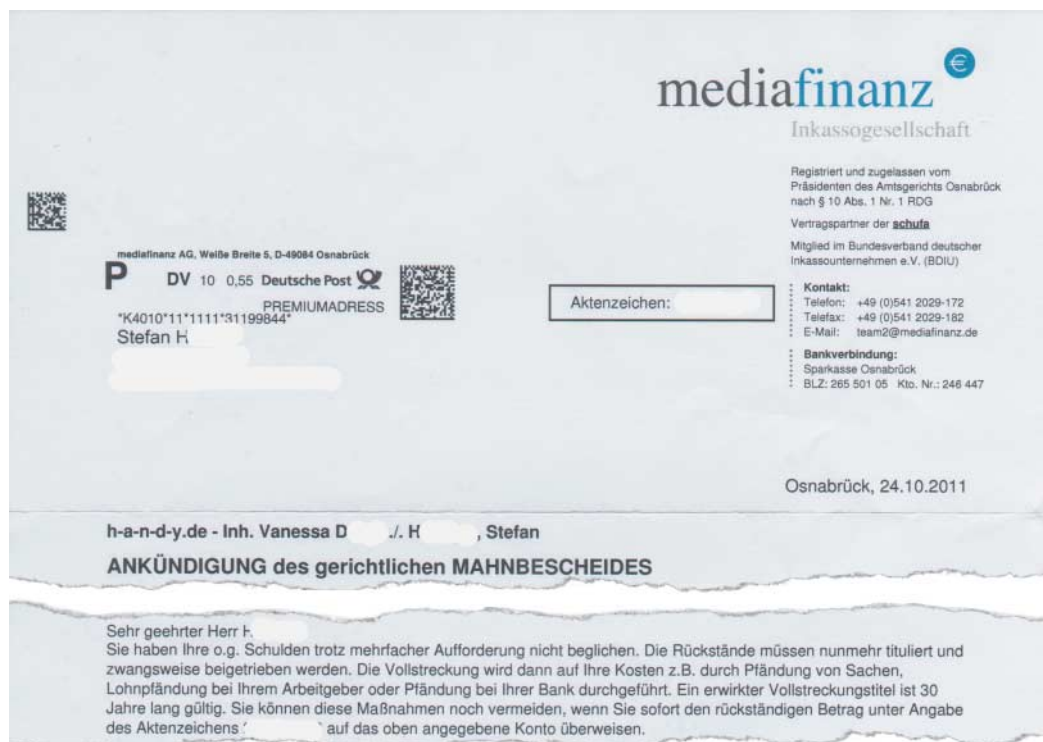 mediafinanz €
Inkassogesellschaft
Registriert und zugelassen vom
Präsidenten des Amtsgerichts Osnabrück
nach § 10 Abs. 1 Nr. 1 RDG
Vertragspartner der schufa
Mitglied im Bundesverband deutscher
Inkassounternehmen e.V. (BDIU)
Kontakt:
Telefon: +49 (0)541 2029-172
Telefax: +49 (0)541 2029-182
E-Mail: team2@mediafinanz.de
Bankverbindung:
Sparkasse Osnabrück
BLZ: 265 501 05 Kto. Nr.: 246 447
mediafinanz AG, Weiße Breite 5, D-49084 Osnabrück
P DV 10 0,55 Deutsche Post
PREMIUMADRESS
*K4010*11*1111*31199844*
Stefan H
Aktenzeichen:
Osnabrück, 24.10.2011
h-a-n-d-y.de - Inh. Vanessa D ./. H , Stefan
ANKÜNDIGUNG des gerichtlichen MAHNBESCHEIDES
Sehr geehrter Herr H
Sie haben Ihre o.g. Schulden trotz mehrfacher Aufforderung nicht beglichen. Die Rückstände müssen nunmehr tituliert und
zwangsweise beigetrieben werden. Die Vollstreckung wird dann auf Ihre Kosten z.B. durch Pfändung von Sachen,
Lohnpfändung bei Ihrem Arbeitgeber oder Pfändung bei Ihrer Bank durchgeführt. Ein erwirkter Vollstreckungstitel ist 30
Jahre lang gültig. Sie können diese Maßnahmen noch vermeiden, wenn Sie sofort den rückständigen Betrag unter Angabe
des Aktenzeichens auf das oben angegebene Konto überweisen.